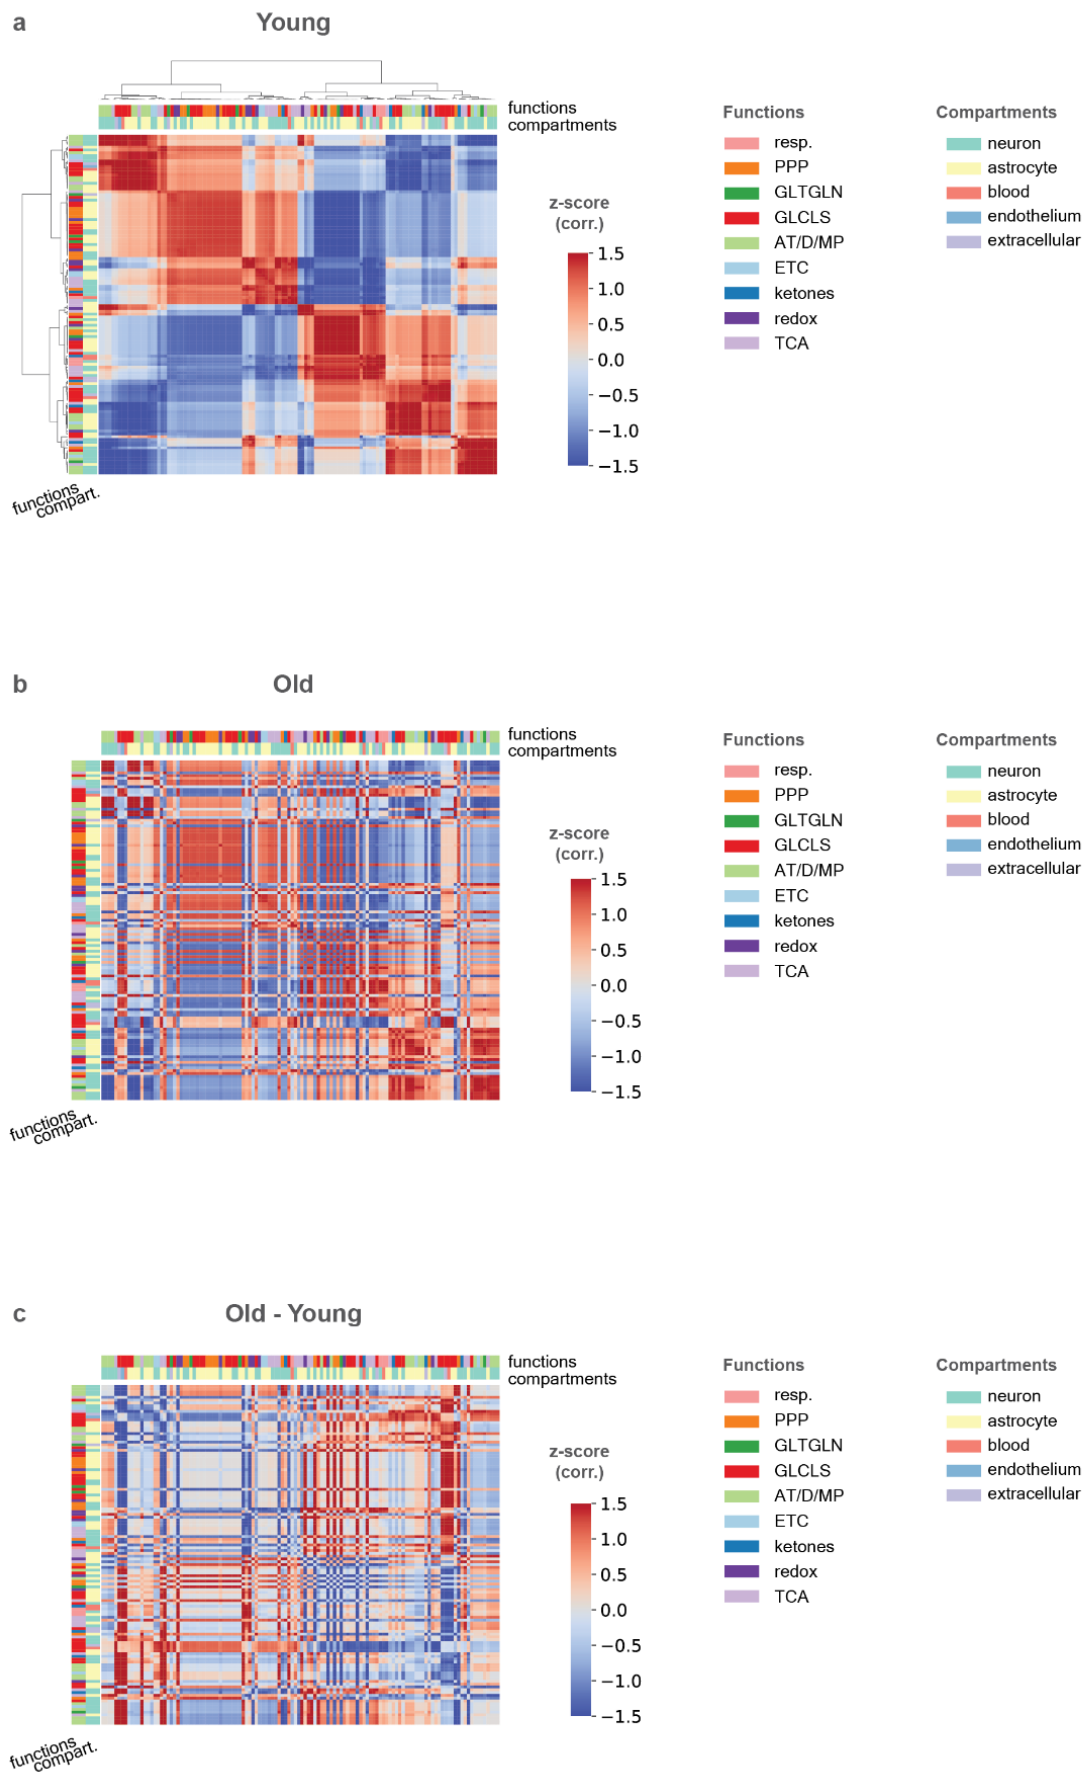 a
Young
functions
compartments
Functions
Compartments
resp.
PPP
GLTGLN
GLCLS
AT/D/MP
ETC
ketones
redox
TCA
neuron
astrocyte
blood
endothelium
extracellular
z-score
(corr.)
1.5
1.0
0.5
0.0
−0.5
−1.0
−1.5
functions
compart.
b
Old
functions
compartments
Functions
Compartments
resp.
PPP
GLTGLN
GLCLS
AT/D/MP
ETC
ketones
redox
TCA
neuron
astrocyte
blood
endothelium
extracellular
z-score
(corr.)
1.5
1.0
0.5
0.0
−0.5
−1.0
−1.5
functions
compart.
c
Old - Young
functions
compartments
Functions
Compartments
resp.
PPP
GLTGLN
GLCLS
AT/D/MP
ETC
ketones
redox
TCA
neuron
astrocyte
blood
endothelium
extracellular
z-score
(corr.)
1.5
1.0
0.5
0.0
−0.5
−1.0
−1.5
functions
compart.